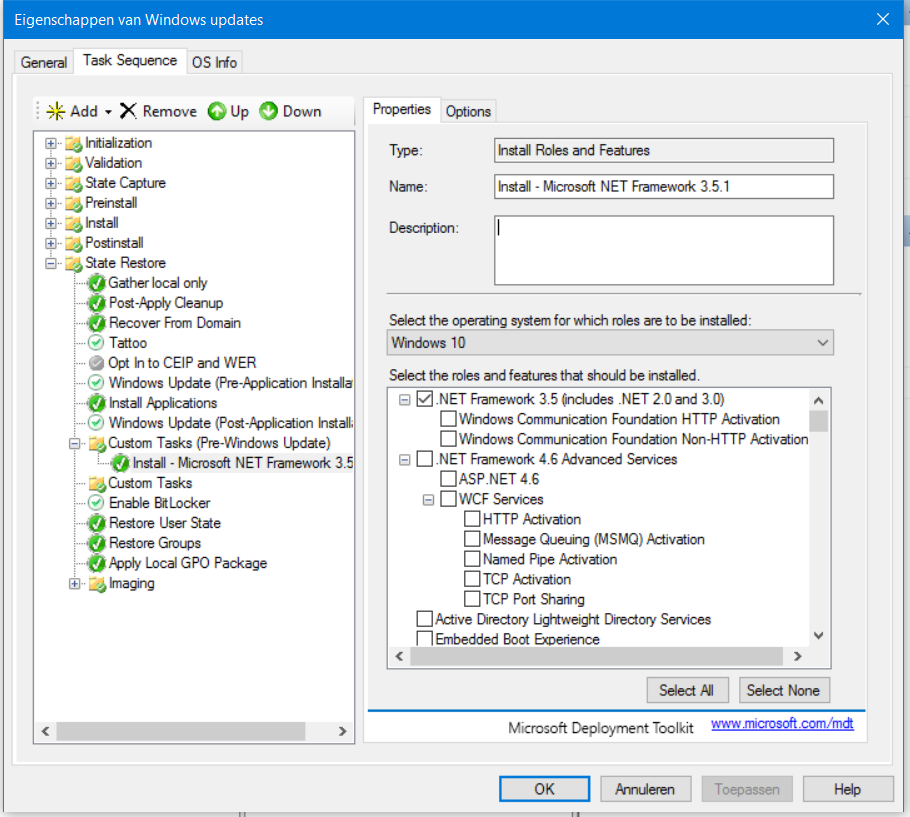 Eigenschappen van Windows updates
General
Task Sequence
OS Info
Add
Remove
Up
Down
Initialization
Validation
State Capture
Preinstall
Install
Postinstall
State Restore
Gather local only
Post-Apply Cleanup
Recover From Domain
Tattoo
Opt In to CEIP and WER
Windows Update (Pre-Application Installa
Install Applications
Windows Update (Post-Application Install
Custom Tasks (Pre-Windows Update)
Install - Microsoft NET Framework 3.5
Custom Tasks
Enable BitLocker
Restore User State
Restore Groups
Apply Local GPO Package
Imaging
Properties
Options
Type:
Install Roles and Features
Name:
Install - Microsoft NET Framework 3.5.1
Description:
Select the operating system for which roles are to be installed:
Windows 10
Select the roles and features that should be installed.
.NET Framework 3.5 (includes .NET 2.0 and 3.0)
Windows Communication Foundation HTTP Activation
Windows Communication Foundation Non-HTTP Activation
.NET Framework 4.6 Advanced Services
ASP.NET 4.6
WCF Services
HTTP Activation
Message Queuing (MSMQ) Activation
Named Pipe Activation
TCP Activation
TCP Port Sharing
Active Directory Lightweight Directory Services
Embedded Boot Experience
Select All
Select None
Microsoft Deployment Toolkit
www.microsoft.com/mdt
OK
Annuleren
Toepassen
Help